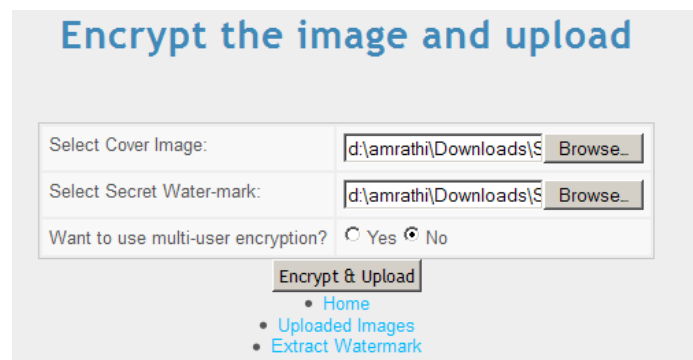 Encrypt the image and upload
Select Cover Image: d:\amrathi\Downloads\S Browse...
Select Secret Water-mark: d:\amrathi\Downloads\S Browse...
Want to use multi-user encryption? Yes No
Encrypt & Upload
Home
Uploaded Images
Extract Watermark